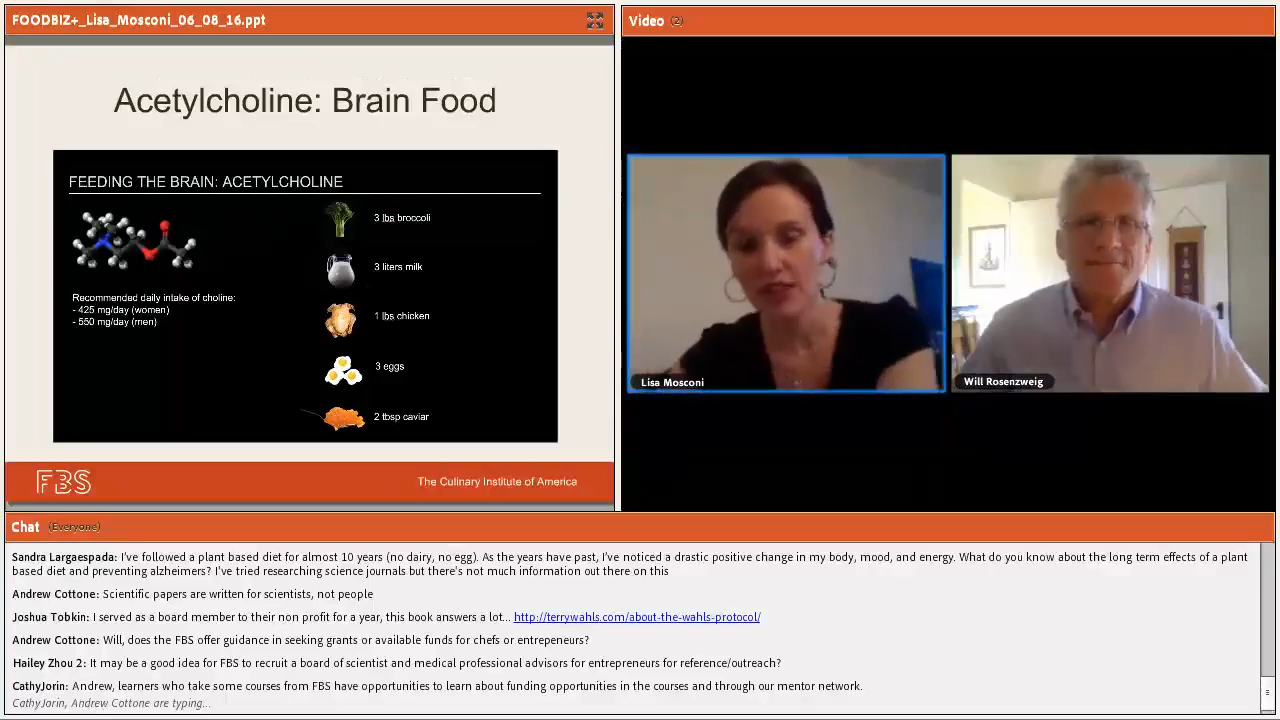 FOODBIZ+_Lisa_Mosconi_06_08_16.ppt
Acetylcholine: Brain Food
FEEDING THE BRAIN: ACETYLCHOLINE
Recommended daily intake of choline:
- 425 mg/day (women)
- 550 mg/day (men)
3 lbs broccoli
3 liters milk
1 lbs chicken
3 eggs
2 tbsp caviar
FBS
The Culinary Institute of America
Video (2)
Lisa Mosconi
Will Rosenzweig
Chat (Everyone)
Sandra Largaespada: I've followed a plant based diet for almost 10 years (no dairy, no egg). As the years have past, I've noticed a drastic positive change in my body, mood, and energy. What do you know about the long term effects of a plant
based diet and preventing alzheimers? I've tried researching science journals but there's not much information out there on this
Andrew Cottone: Scientific papers are written for scientists, not people
Joshua Tobkin: I served as a board member to their non profit for a year, this book answers a lot... http://terrywahls.com/about-the-wahls-protocol/
Andrew Cottone: Will, does the FBS offer guidance in seeking grants or available funds for chefs or entrepeneurs?
Hailey Zhou 2: It may be a good idea for FBS to recruit a board of scientist and medical professional advisors for entrepreneurs for reference/outreach?
CathyJorin: Andrew, learners who take some courses from FBS have opportunities to learn about funding opportunities in the courses and through our mentor network.
CathyJorin, Andrew Cottone are typing...